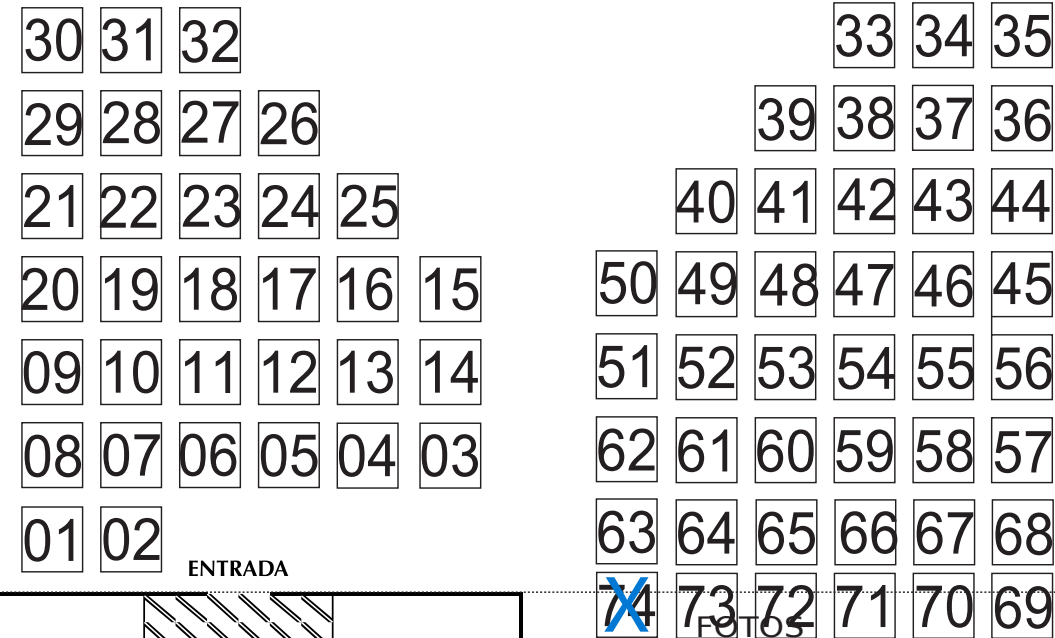 30 31 32 33 34 35
29 28 27 26 39 38 37 36
21 22 23 24 25 40 41 42 43 44
20 19 18 17 16 15 50 49 48 47 46 45
09 10 11 12 13 14 51 52 53 54 55 56
08 07 06 05 04 03 62 61 60 59 58 57
01 02 63 64 65 66 67 68
ENTRADA
74 X 73 72 71 70 69
FOTOS